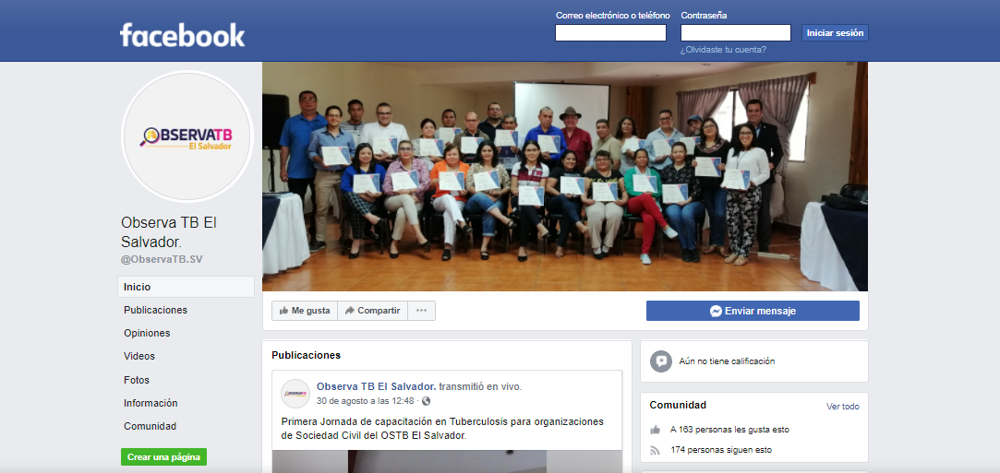 facebook
Correo electrónico o teléfono
Contraseña
Iniciar sesión
¿Olvidaste tu cuenta?
OBSERVATB
El Salvador
Observa TB El
Salvador.
@ObservaTB.SV
Inicio
Publicaciones
Opiniones
Videos
Fotos
Información
Comunidad
Crear una página
Me gusta
Compartir
Enviar mensaje
Publicaciones
Observa TB El Salvador. transmitió en vivo.
30 de agosto a las 12:48 ·
Primera Jornada de capacitación en Tuberculosis para organizaciones
de Sociedad Civil del OSTB El Salvador.
Aún no tiene calificación
Comunidad
Ver todo
A 163 personas les gusta esto
174 personas siguen esto